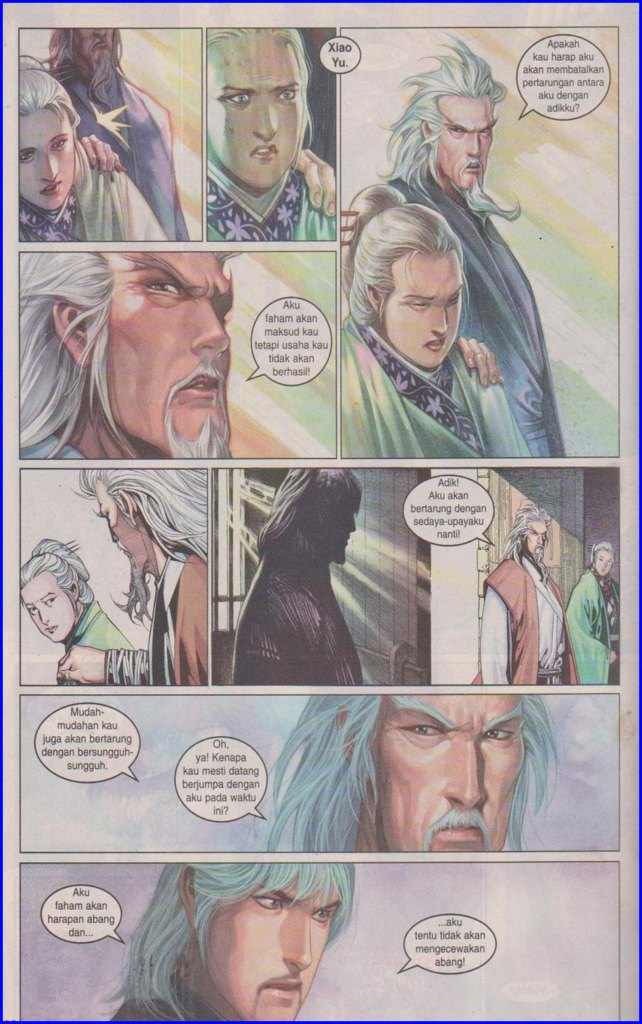 Xiao
Yu.
Apakah
kau harap aku
akan membatalkan
pertarungan antara
aku dengan
adikku?
Aku
faham akan
maksud kau
tetapi usaha kau
tidak akan
berhasil!
Adik!
Aku akan
bertarung dengan
sedaya-upayaku
nanti!
Mudah-
mudahan kau
juga akan bertarung
dengan bersungguh-
sungguh.
Oh,
ya! Kenapa
kau mesti datang
berjumpa dengan
aku pada waktu
ini?
Aku
faham akan
harapan abang
dan...
...aku
tentu tidak akan
mengecewakan
abang!